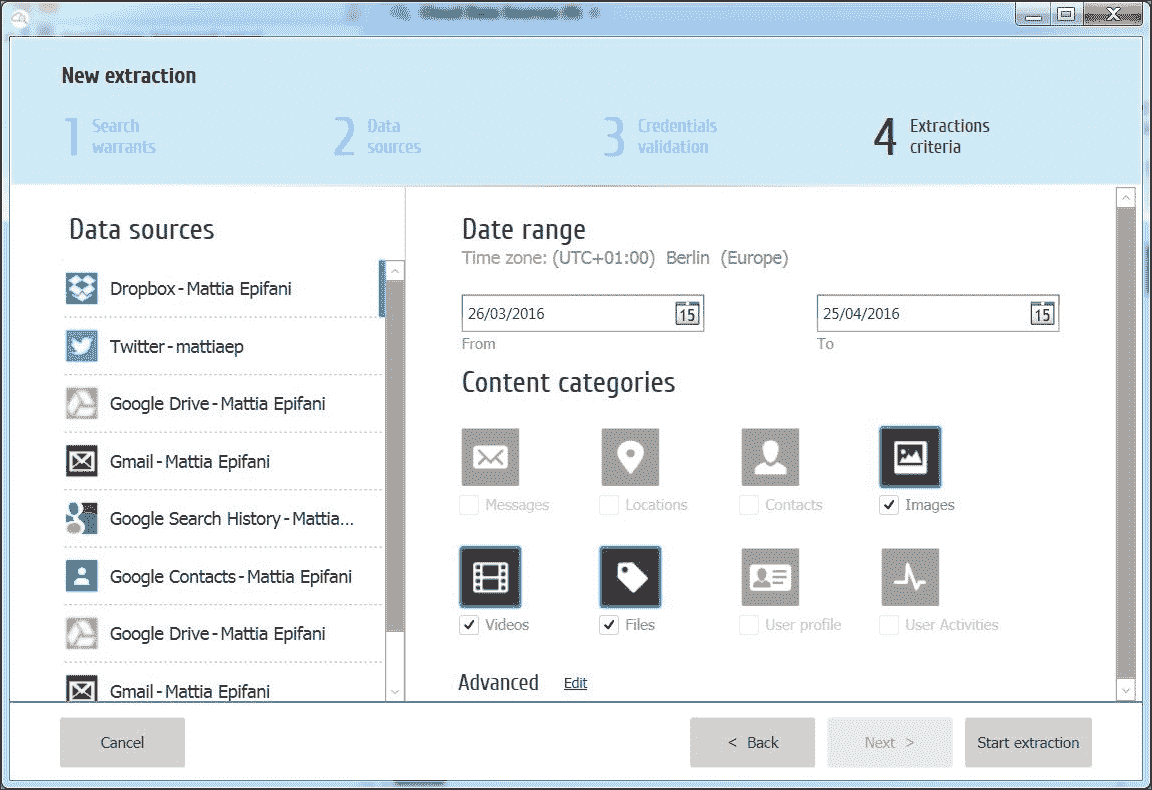 New extraction
1 Search warrants
2 Data sources
3 Credentials validation
4 Extractions criteria
Data sources
Dropbox - Mattia Epifani
Twitter - mattiaep
Google Drive - Mattia Epifani
Gmail - Mattia Epifani
Google Search History - Mattia...
Google Contacts - Mattia Epifani
Google Drive - Mattia Epifani
Gmail - Mattia Epifani
Date range
Time zone: (UTC+01:00) Berlin (Europe)
26/03/2016 15
25/04/2016 15
From
To
Content categories
Messages
Locations
Contacts
Images
Videos
Files
User profile
User Activities
Advanced Edit
Cancel
< Back
Next >
Start extraction